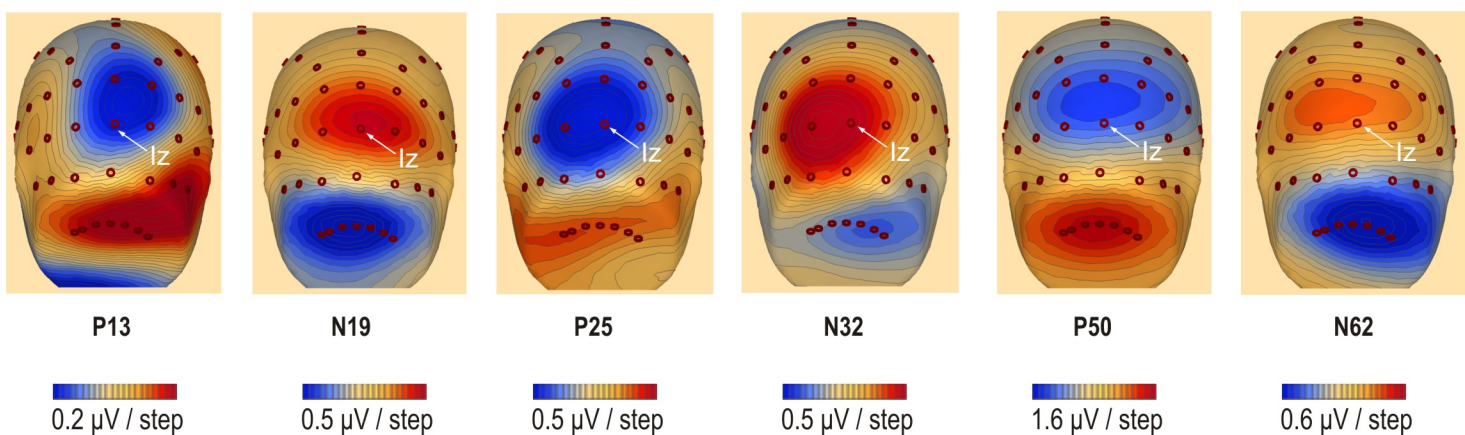 Iz Iz Iz Iz Iz Iz
P13 N19 P25 N32 P50 N62
0.2 µV / step 0.5 µV / step 0.5 µV / step 0.5 µV / step 1.6 µV / step 0.6 µV / step